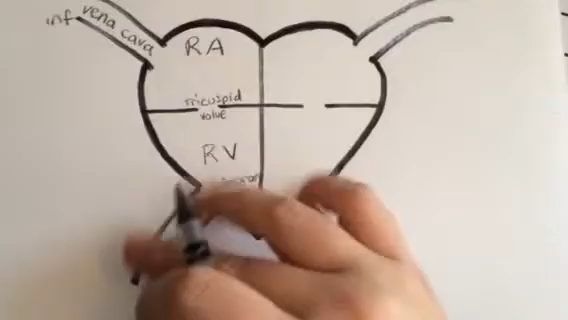 inf vena cava
RA
tricuspid
valve
RV